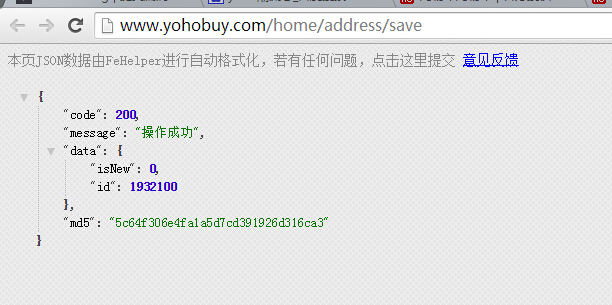 www.yohobuy.com/home/address/save
本页JSON数据由FeHelper进行自动格式化，若有任何问题，点击这里提交 意见反馈
{
"code": 200,
"message": "操作成功",
"data": {
"isNew": 0,
"id": 1932100
},
"md5": "5c64f306e4fa1a5d7cd391926d316ca3"
}